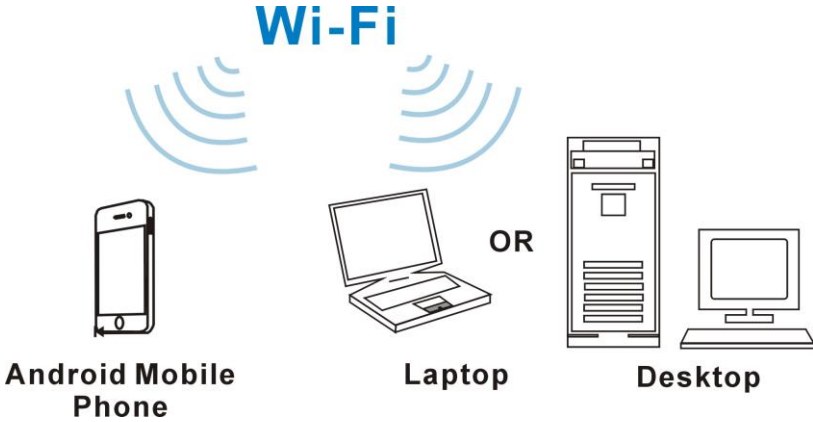 Wi-Fi
OR
Android Mobile
Phone
Laptop
Desktop